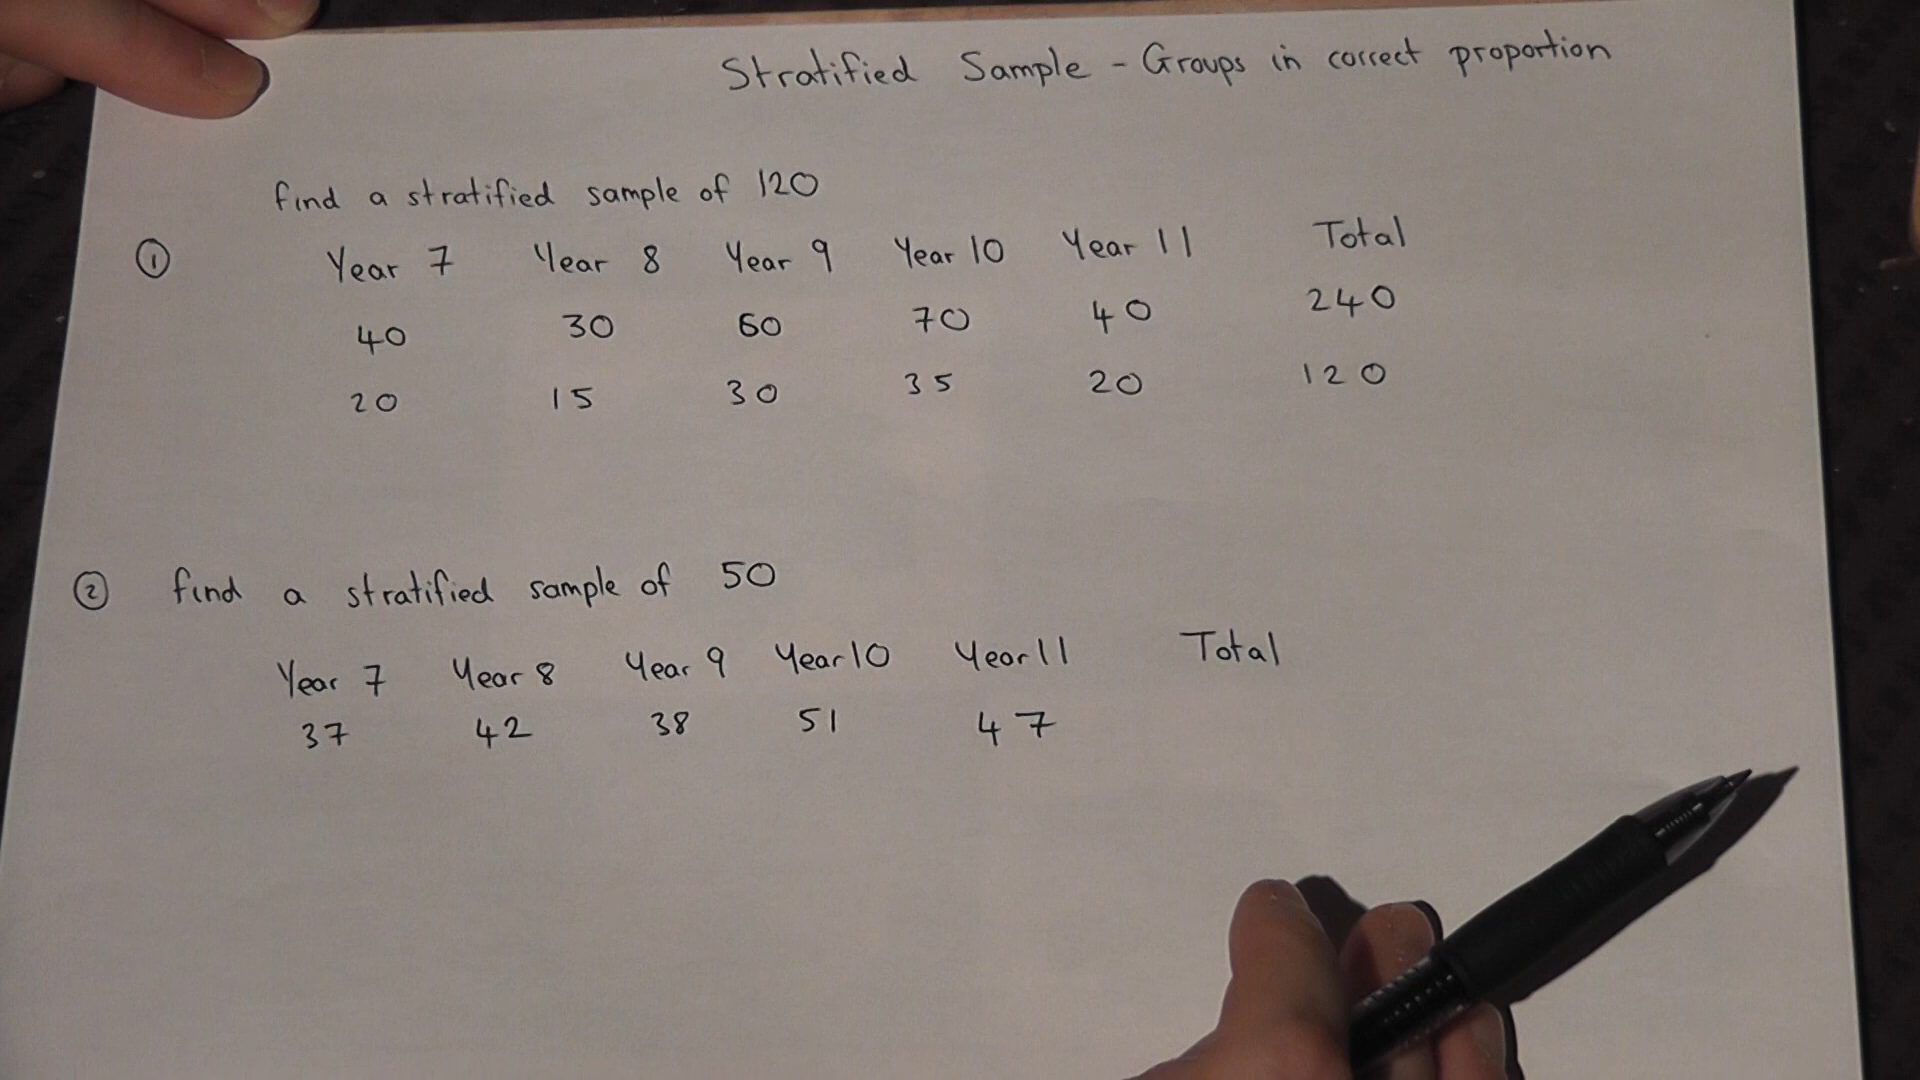 Stratified Sample - Groups in correct proportion
find a stratified sample of 120
① Year 7 Year 8 Year 9 Year 10 Year 11 Total
40 30 60 70 40 240
20 15 30 35 20 120
② find a stratified sample of 50
Year 7 Year 8 Year 9 Year 10 Year 11 Total
37 42 38 51 47